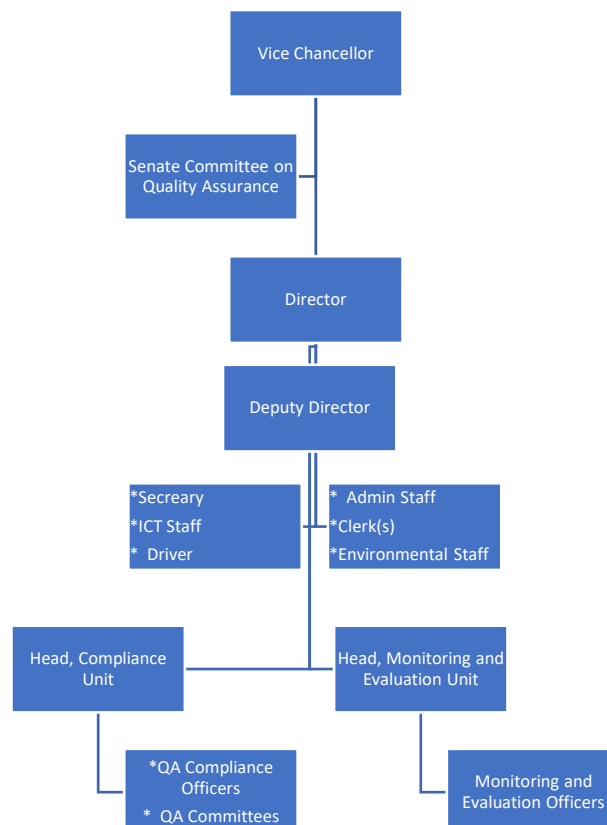 Vice Chancellor
Senate Committee on
Quality Assurance
Director
Deputy Director
*Secreary
*ICT Staff
* Driver
* Admin Staff
*Clerk(s)
*Environmental Staff
Head, Compliance
Unit
Head, Monitoring and
Evaluation Unit
*QA Compliance
Officers
* QA Committees
Monitoring and
Evaluation Officers